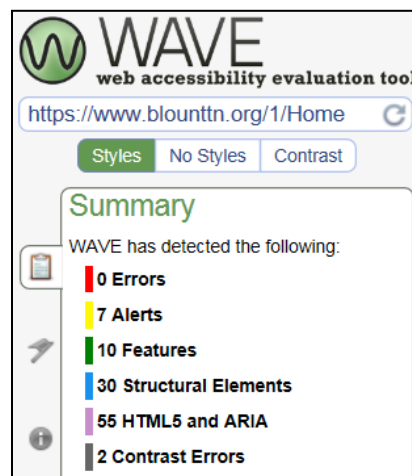 WAVE
web accessibility evaluation tool
https://www.blounttn.org/1/Home
Styles No Styles Contrast
Summary
WAVE has detected the following:
0 Errors
7 Alerts
10 Features
30 Structural Elements
55 HTML5 and ARIA
2 Contrast Errors